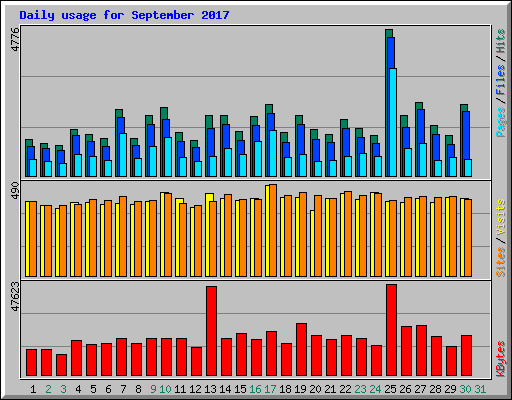 Daily usage for September 2017
4776
Pages / Files / Hits
490
Sites / Visits
47623
KBytes
1 2 3 4 5 6 7 8 9 10 11 12 13 14 15 16 17 18 19 20 21 22 23 24 25 26 27 28 29 30 31